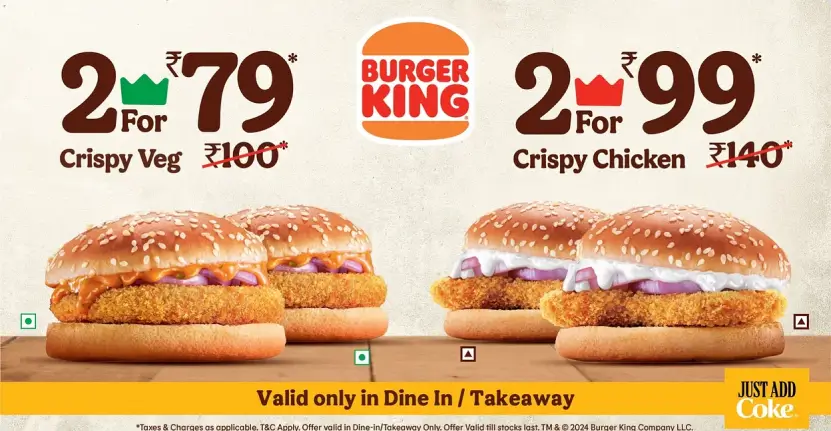 2 For ₹79*
Crispy Veg ₹100*
BURGER
KING
®
2 For ₹99*
Crispy Chicken ₹140*
Valid only in Dine In / Takeaway
JUST ADD
Coke
*Taxes & Charges as applicable. T&C Apply. Offer valid in Dine-in/Takeaway Only. Offer Valid till stocks last. TM & © 2024 Burger King Company LLC.